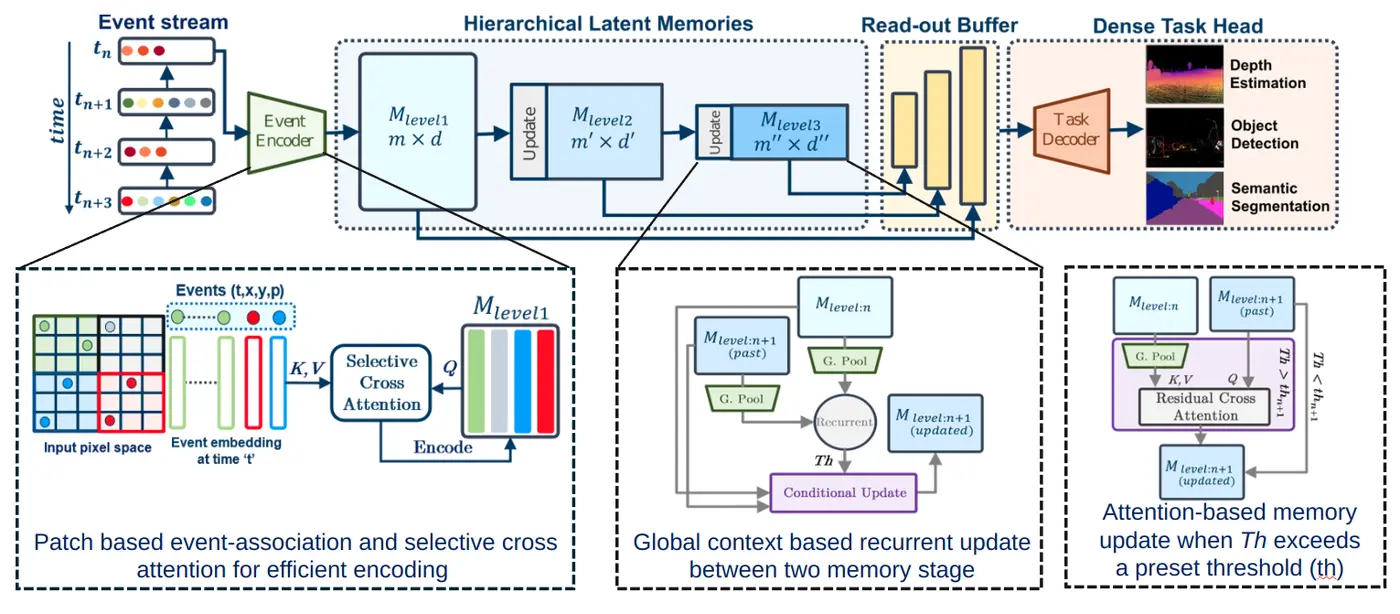 Event stream
Hierarchical Latent Memories
Read-out Buffer
Dense Task Head
time
t_n
t_{n+1}
t_{n+2}
t_{n+3}
Event
Encoder
M_{level1}
m × d
Update
M_{level2}
m′ × d′
Update
M_{level3}
m′′ × d′′
Task
Decoder
Depth
Estimation
Object
Detection
Semantic
Segmentation
Events (t,x,y,p)
Input pixel space
Event embedding
at time ‘t’
K, V
Selective
Cross
Attention
Q
M_{level1}
Encode
Patch based event-association and selective cross
attention for efficient encoding
M_{level:n}
M_{level:n+1}
(past)
G. Pool
G. Pool
Recurrent
Th
M_{level:n+1}
(updated)
Conditional Update
Global context based recurrent update
between two memory stage
M_{level:n}
M_{level:n+1}
(past)
G. Pool
K, V
Q
Residual Cross
Attention
Th > th_{n+1}
Th < th_{n+1}
M_{level:n+1}
(updated)
Attention-based memory
update when Th exceeds
a preset threshold (th)